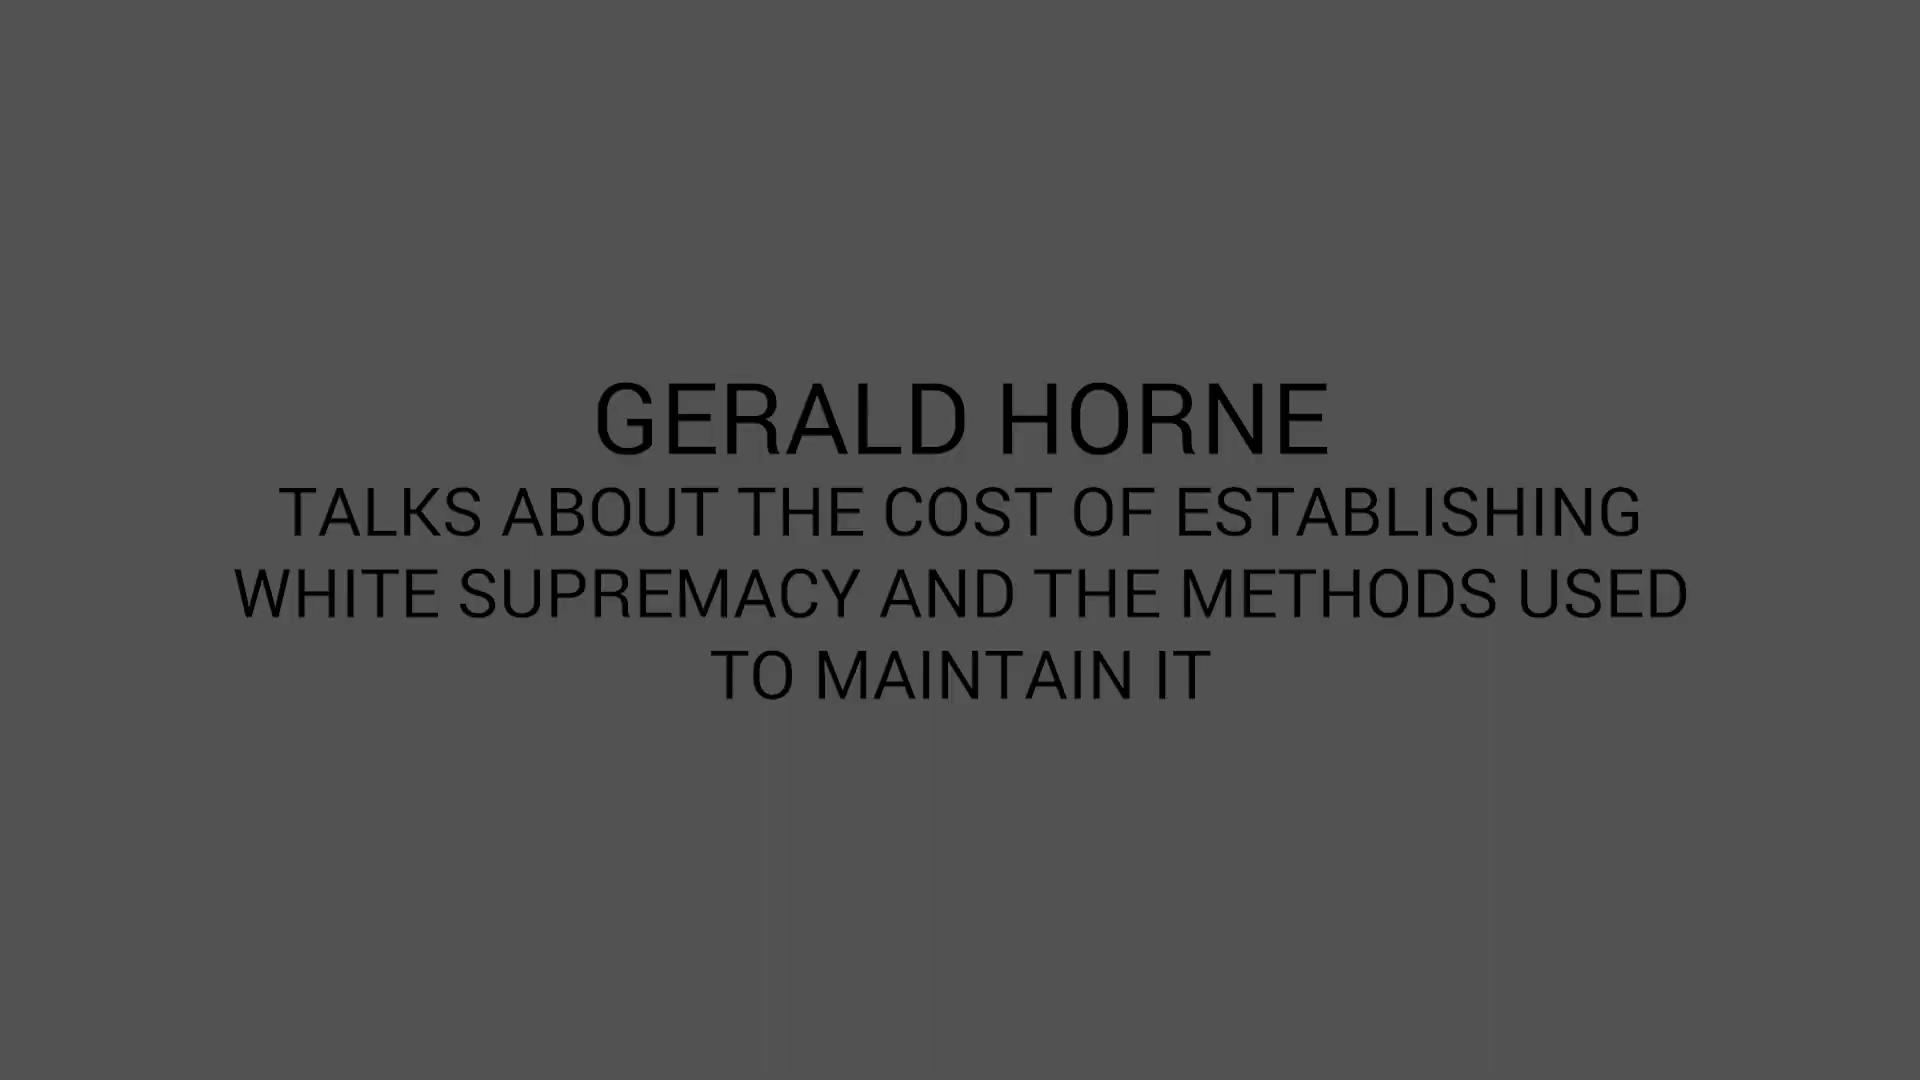 GERALD HORNE
TALKS ABOUT THE COST OF ESTABLISHING
WHITE SUPREMACY AND THE METHODS USED
TO MAINTAIN IT